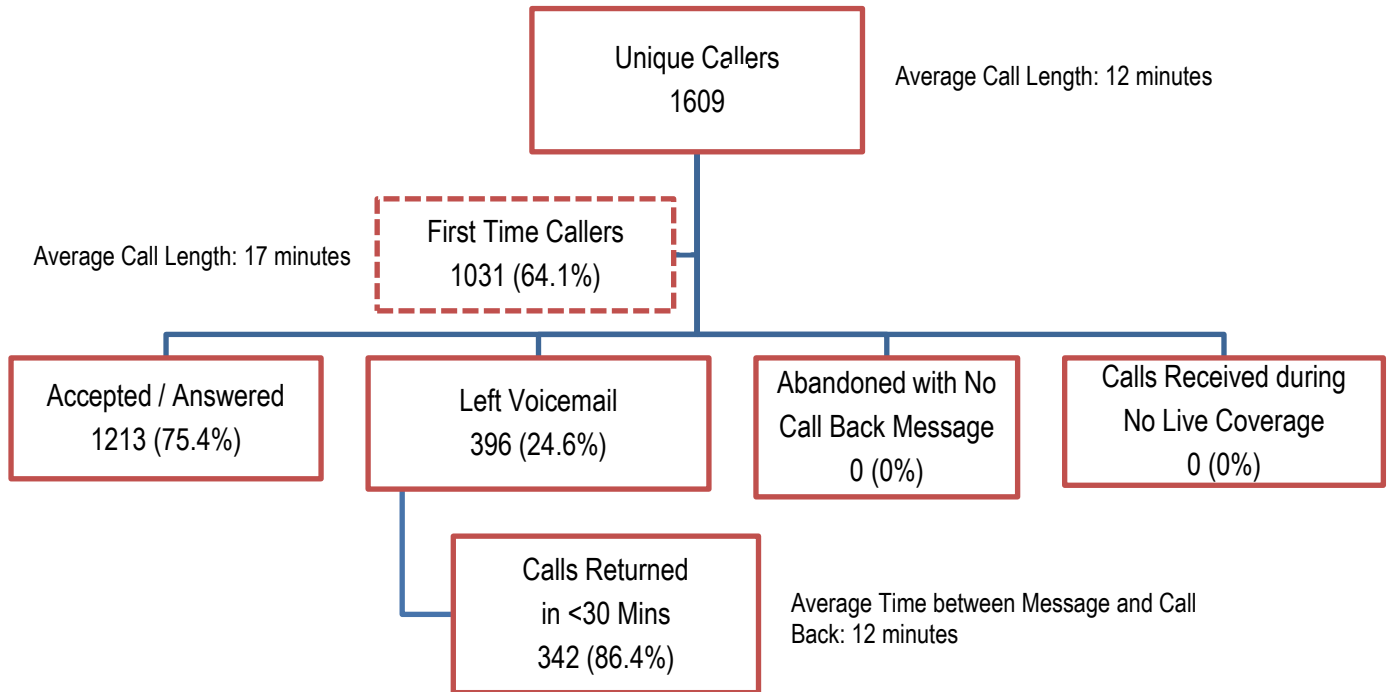 Unique Callers
1609
Average Call Length: 12 minutes
First Time Callers
1031 (64.1%)
Average Call Length: 17 minutes
Accepted / Answered
1213 (75.4%)
Left Voicemail
396 (24.6%)
Abandoned with No
Call Back Message
0 (0%)
Calls Received during
No Live Coverage
0 (0%)
Calls Returned
in <30 Mins
342 (86.4%)
Average Time between Message and Call
Back: 12 minutes